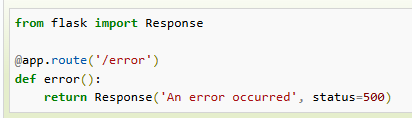 from flask import Response

@app.route('/error')
def error():
    return Response('An error occurred', status=500)